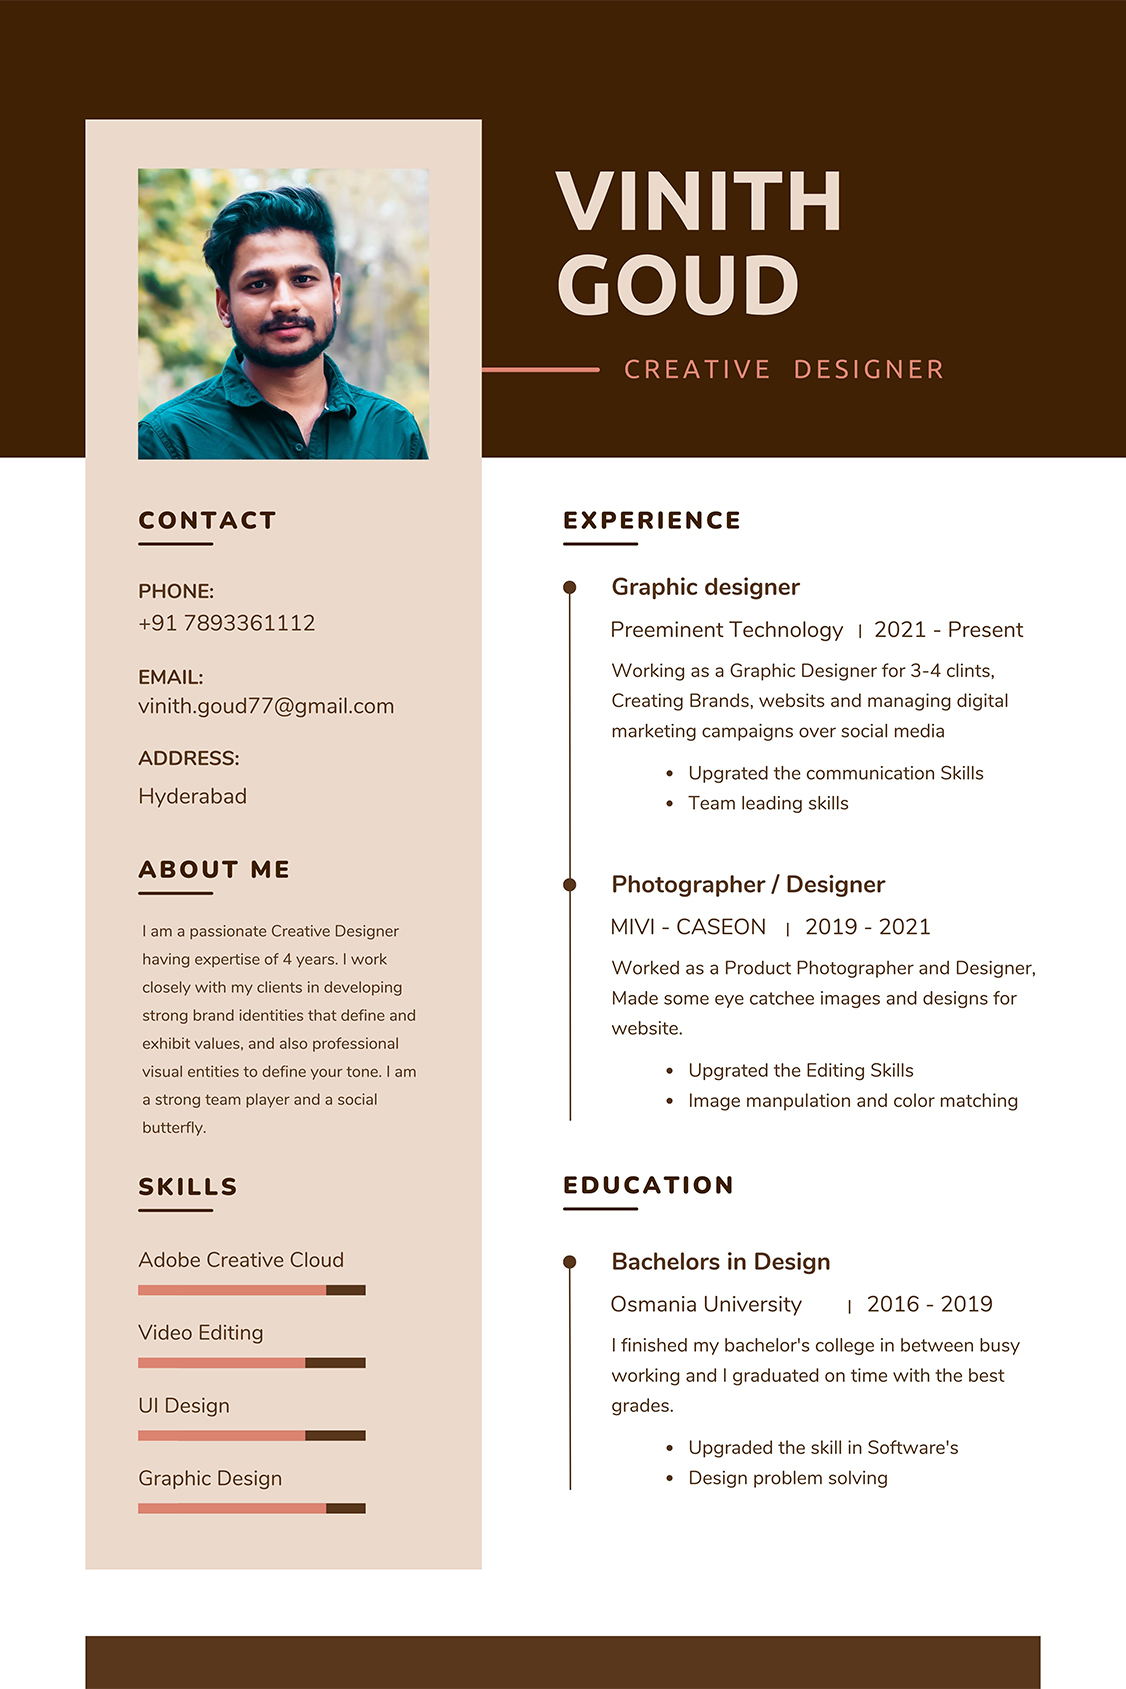 VINITH
GOUD
CREATIVE DESIGNER
CONTACT
PHONE:
+91 7893361112
EMAIL:
vinith.goud77@gmail.com
ADDRESS:
Hyderabad
ABOUT ME
I am a passionate Creative Designer
having expertise of 4 years. I work
closely with my clients in developing
strong brand identities that define and
exhibit values, and also professional
visual entities to define your tone. I am
a strong team player and a social
butterfly.
SKILLS
Adobe Creative Cloud
Video Editing
UI Design
Graphic Design
EXPERIENCE
Graphic designer
Preeminent Technology | 2021 - Present
Working as a Graphic Designer for 3-4 clints,
Creating Brands, websits and managing digital
marketing campaigns over social media
• Upgrated the communication Skills
• Team leading skills
Photographer / Designer
MIVI - CASEON | 2019 - 2021
Worked as a Product Photographer and Designer,
Made some eye catchee images and designs for
website.
• Upgrated the Editing Skills
• Image manpulation and color matching
EDUCATION
Bachelors in Design
Osmania University | 2016 - 2019
I finished my bachelor's college in between busy
working and I graduated on time with the best
grades.
• Upgraded the skill in Software's
• Design problem solving